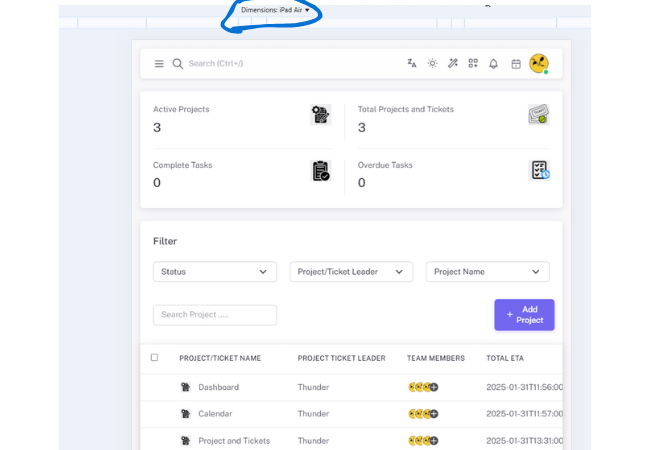 Dimensions: iPad Air ▼
Search (Ctrl+/)
Active Projects
3
Total Projects and Tickets
3
Complete Tasks
0
Overdue Tasks
0
Filter
Status
Project/Ticket Leader
Project Name
Search Project .....
+ Add Project
PROJECT/TICKET NAME PROJECT TICKET LEADER TEAM MEMBERS TOTAL ETA
Dashboard Thunder 2025-01-31T11:56:00
Calendar Thunder 2025-01-31T11:57:00
Project and Tickets Thunder 2025-01-31T13:31:00